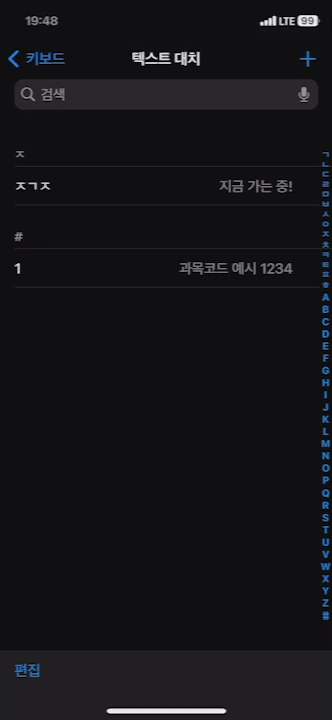 19:48 LTE 99
키보드 텍스트 대치 +
검색
ㅈ
ㅈㄱㅈ 지금 가는 중!
#
1 과목코드 예시 1234
ㄱ
ㄴ
ㄷ
ㄹ
ㅁ
ㅂ
ㅅ
ㅇ
ㅈ
ㅊ
ㅋ
ㅌ
ㅍ
ㅎ
A
B
C
D
E
F
G
H
I
J
K
L
M
N
O
P
Q
R
S
T
U
V
W
X
Y
Z
#
편집